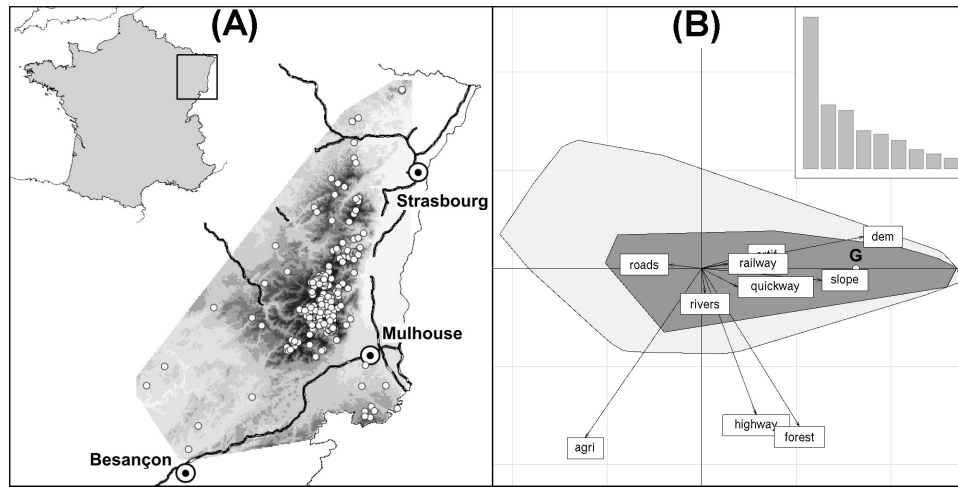 (A)
Strasbourg
Mulhouse
Besançon
(B)
dem
G
roads
railway
slope
quickway
rivers
highway
forest
agri